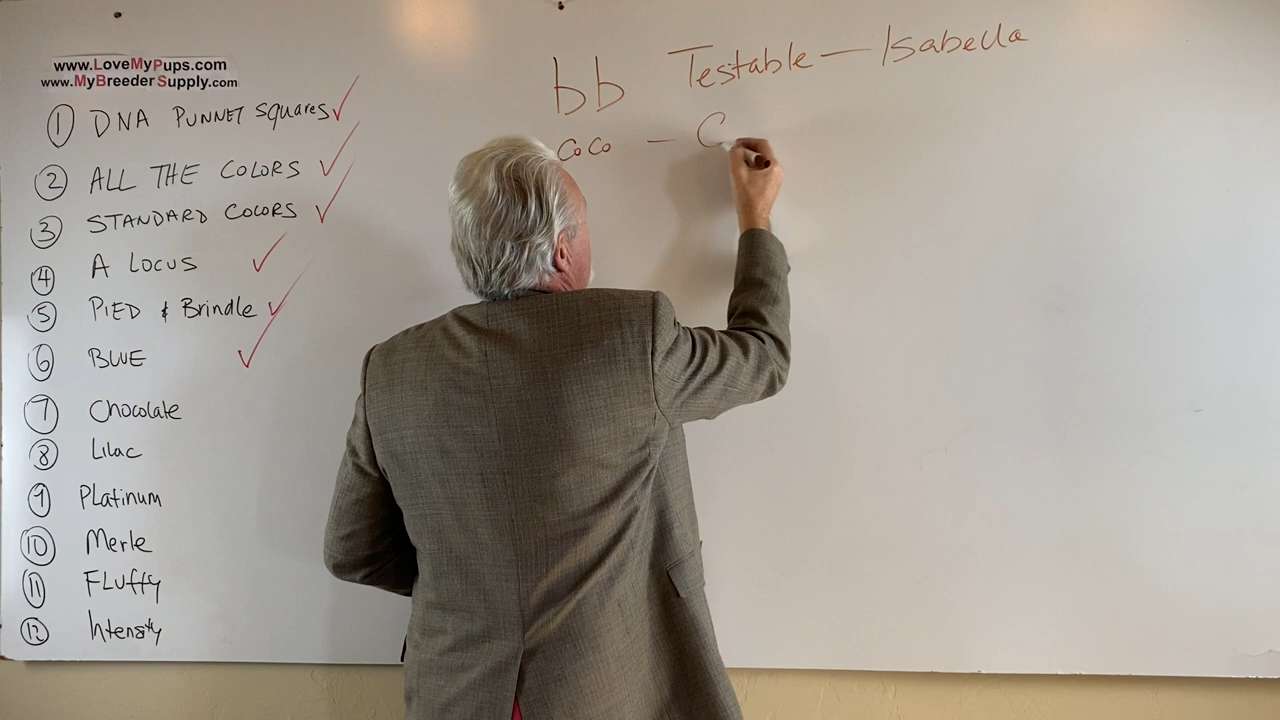 www.LoveMyPups.com
www.MyBreederSupply.com
① DNA PUNNET SQuares ✓
② ALL THE COLORS ✓
③ STANDARD COLORS ✓
④ A LOCUS ✓
⑤ PiED & Brindle ✓
⑥ BLUE ✓
⑦ Chocolate
⑧ Lilac
⑨ Platinum
⑩ Merle
⑪ FLuffy
⑫ Intensity
bb Testable — Isabella
CoCo — C